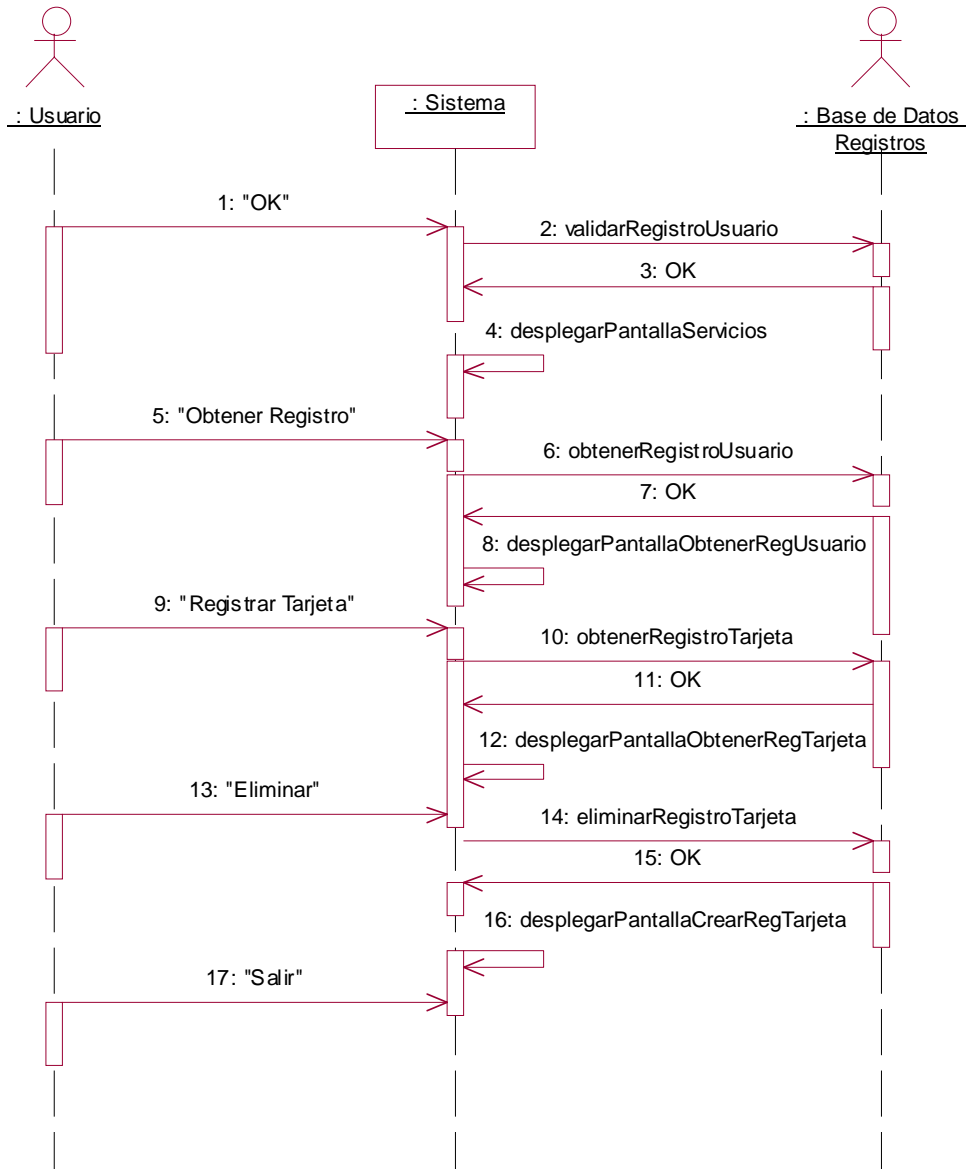 : Usuario
: Sistema
: Base de Datos
Registros
1: "OK"
2: validarRegistroUsuario
3: OK
4: desplegarPantallaServicios
5: "Obtener Registro"
6: obtenerRegistroUsuario
7: OK
8: desplegarPantallaObtenerRegUsuario
9: "Registrar Tarjeta"
10: obtenerRegistroTarjeta
11: OK
12: desplegarPantallaObtenerRegTarjeta
13: "Eliminar"
14: eliminarRegistroTarjeta
15: OK
16: desplegarPantallaCrearRegTarjeta
17: "Salir"